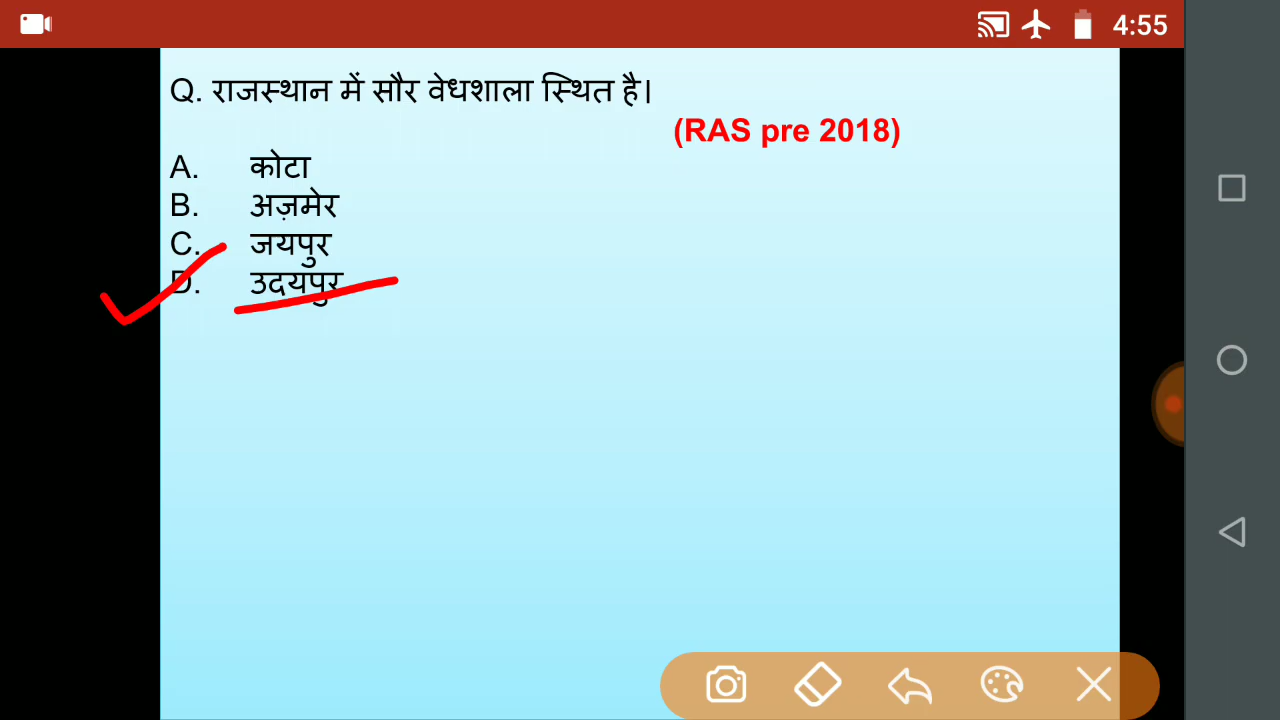 4:55
Q. राजस्थान में सौर वेधशाला स्थित है।
(RAS pre 2018)
A. कोटा
B. अज़मेर
C. जयपुर
D. उदयपुर